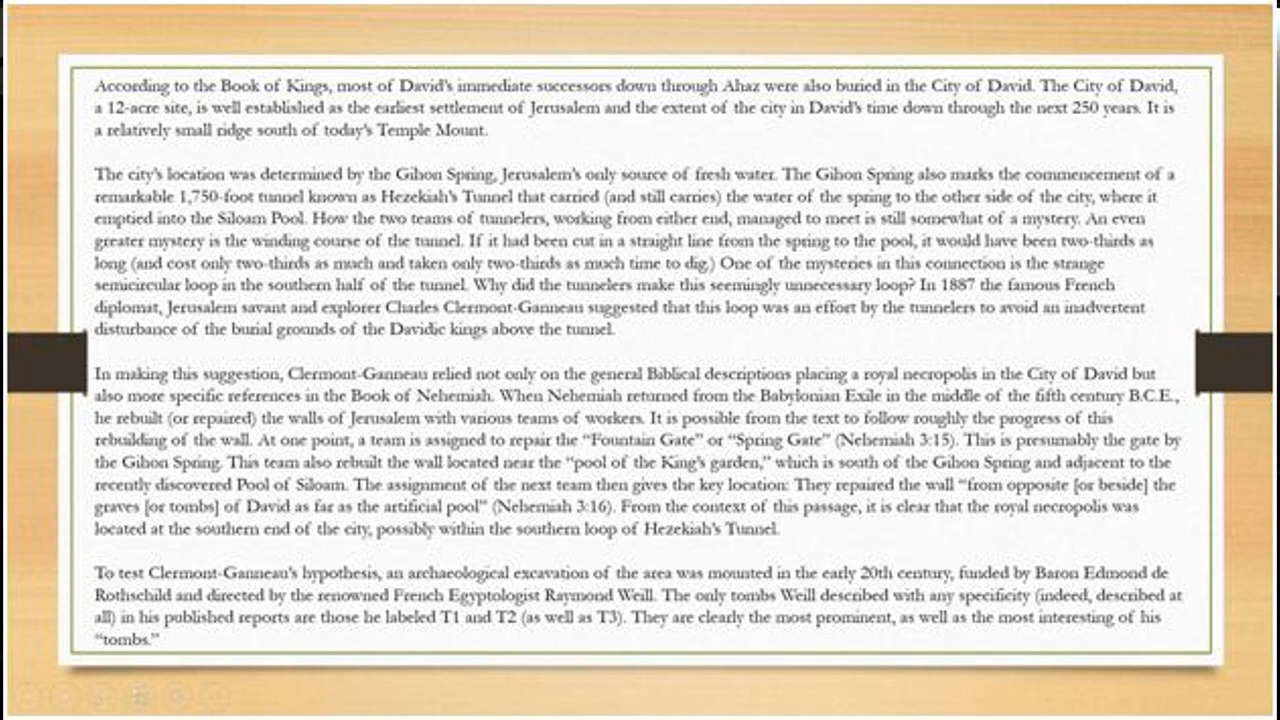 According to the Book of Kings, most of David's immediate successors down through Ahaz were also buried in the City of David. The City of David,
a 12-acre site, is well established as the earliest settlement of Jerusalem and the extent of the city in David's time down through the next 250 years. It is
a relatively small ridge south of today's Temple Mount.
The city's location was determined by the Gihon Spring, Jerusalem's only source of fresh water. The Gihon Spring also marks the commencement of a
remarkable 1,750-foot tunnel known as Hezekiah's Tunnel that carried (and still carries) the water of the spring to the other side of the city, where it
emptied into the Siloam Pool. How the two teams of tunnelers, working from either end, managed to meet is still somewhat of a mystery. An even
greater mystery is the winding course of the tunnel. If it had been cut in a straight line from the spring to the pool, it would have been two-thirds as
long (and cost only two-thirds as much and taken only two-thirds as much time to dig.) One of the mysteries in this connection is the strange
semicircular loop in the southern half of the tunnel. Why did the tunnelers make this seemingly unnecessary loop? In 1887 the famous French
diplomat, Jerusalem savant and explorer Charles Clermont-Ganneau suggested that this loop was an effort by the tunnelers to avoid an inadvertent
disturbance of the burial grounds of the Davidic kings above the tunnel.
In making this suggestion, Clermont-Ganneau relied not only on the general Biblical descriptions placing a royal necropolis in the City of David but
also more specific references in the Book of Nehemiah. When Nehemiah returned from the Babylonian Exile in the middle of the fifth century B.C.E.,
he rebuilt (or repaired) the walls of Jerusalem with various teams of workers. It is possible from the text to follow roughly the progress of this
rebuilding of the wall. At one point, a team is assigned to repair the “Fountain Gate” or “Spring Gate” (Nehemiah 3:15). This is presumably the gate by
the Gihon Spring. This team also rebuilt the wall located near the “pool of the King's garden,” which is south of the Gihon Spring and adjacent to the
recently discovered Pool of Siloam. The assignment of the next team then gives the key location: They repaired the wall “from opposite [or beside] the
graves [or tombs] of David as far as the artificial pool” (Nehemiah 3:16). From the context of this passage, it is clear that the royal necropolis was
located at the southern end of the city, possibly within the southern loop of Hezekiah's Tunnel.
To test Clermont-Ganneau's hypothesis, an archaeological excavation of the area was mounted in the early 20th century, funded by Baron Edmond de
Rothschild and directed by the renowned French Egyptologist Raymond Weill. The only tombs Weill described with any specificity (indeed, described at
all) in his published reports are those he labeled T1 and T2 (as well as T3). They are clearly the most prominent, as well as the most interesting of his
“tombs.”